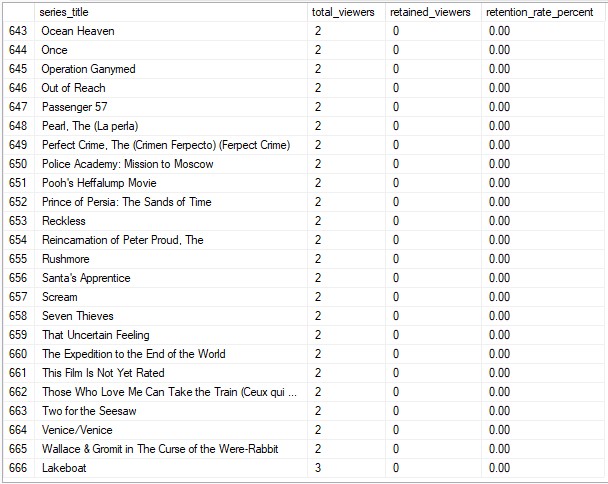 series_title total_viewers retained_viewers retention_rate_percent
643 Ocean Heaven 2 0 0.00
644 Once 2 0 0.00
645 Operation Ganymed 2 0 0.00
646 Out of Reach 2 0 0.00
647 Passenger 57 2 0 0.00
648 Pearl, The (La perla) 2 0 0.00
649 Perfect Crime, The (Crimen Ferpecto) (Ferpect Crime) 2 0 0.00
650 Police Academy: Mission to Moscow 2 0 0.00
651 Pooh's Heffalump Movie 2 0 0.00
652 Prince of Persia: The Sands of Time 2 0 0.00
653 Reckless 2 0 0.00
654 Reincarnation of Peter Proud, The 2 0 0.00
655 Rushmore 2 0 0.00
656 Santa's Apprentice 2 0 0.00
657 Scream 2 0 0.00
658 Seven Thieves 2 0 0.00
659 That Uncertain Feeling 2 0 0.00
660 The Expedition to the End of the World 2 0 0.00
661 This Film Is Not Yet Rated 2 0 0.00
662 Those Who Love Me Can Take the Train (Ceux qui ... 2 0 0.00
663 Two for the Seesaw 2 0 0.00
664 Venice/Venice 2 0 0.00
665 Wallace & Gromit in The Curse of the Were-Rabbit 2 0 0.00
666 Lakeboat 3 0 0.00